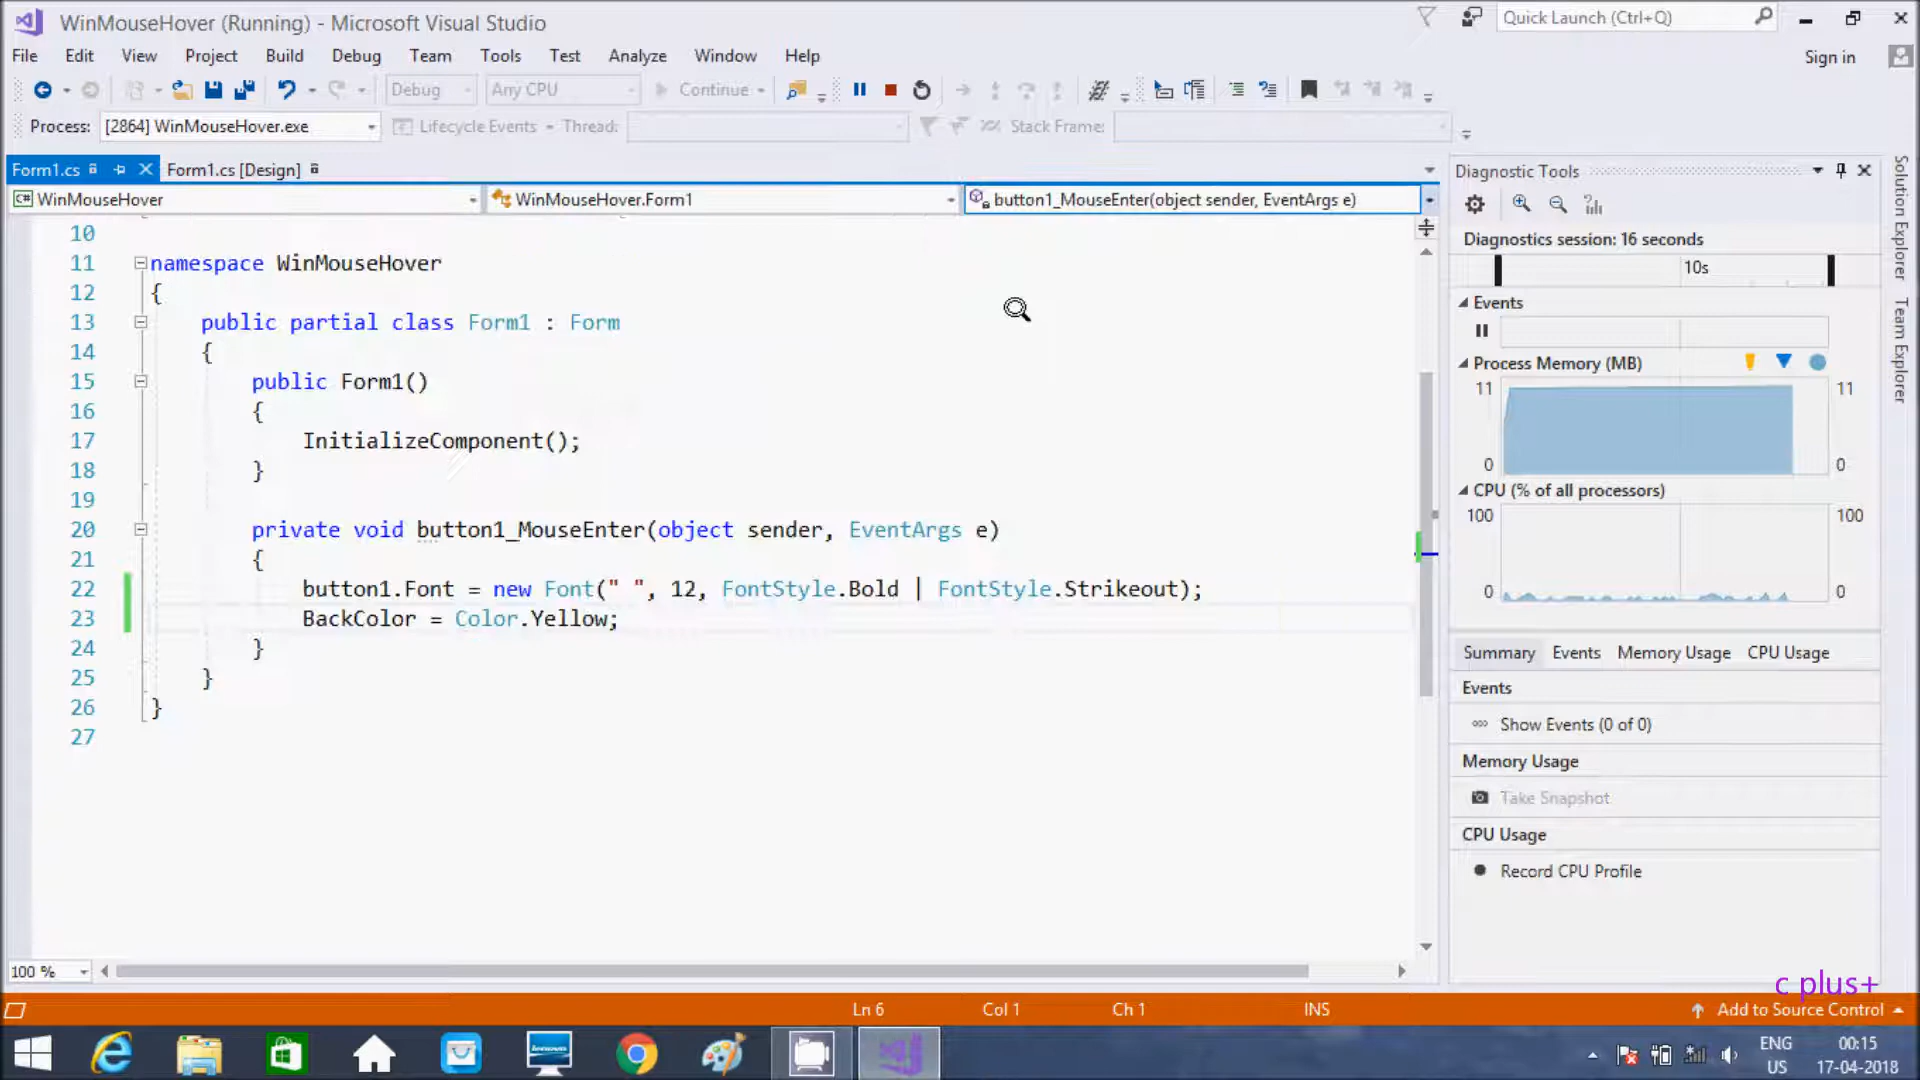 WinMouseHover (Running) - Microsoft Visual Studio
Quick Launch (Ctrl+Q)
File Edit View Project Build Debug Team Tools Test Analyze Window Help
Sign in
Debug Any CPU Continue
Process: [2864] WinMouseHover.exe Lifecycle Events Thread: Stack Frame:
Form1.cs Form1.cs [Design]
WinMouseHover WinMouseHover.Form1 button1_MouseEnter(object sender, EventArgs e)
10
11 namespace WinMouseHover
12 {
13 public partial class Form1 : Form
14 {
15 public Form1()
16 {
17 InitializeComponent();
18 }
19
20 private void button1_MouseEnter(object sender, EventArgs e)
21 {
22 button1.Font = new Font(" ", 12, FontStyle.Bold | FontStyle.Strikeout);
23 BackColor = Color.Yellow;
24 }
25 }
26 }
27
100 %
Diagnostic Tools
Diagnostics session: 16 seconds
10s
Events
Process Memory (MB)
11 11
0 0
CPU (% of all processors)
100 100
0 0
Summary Events Memory Usage CPU Usage
Events
Show Events (0 of 0)
Memory Usage
Take Snapshot
CPU Usage
Record CPU Profile
Solution Explorer
Team Explorer
c plus+
Ln 6 Col 1 Ch 1 INS Add to Source Control
ENG 00:15
US 17-04-2018